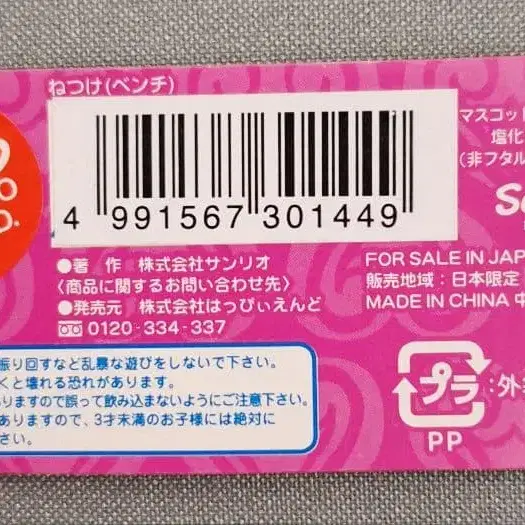 ねつけ(ベンチ)
4 991567 301449
マスコット
塩化
(非フタル
FOR SALE IN JAP
販売地域:日本限定
MADE IN CHINA 中
●著 作 株式会社サンリオ
〈商品に関するお問い合わせ先〉
●発売元 株式会社はっぴぃえんど
0120-334-337
振り回すなど乱暴な遊びをしないで下さい。
くと壊れる恐れがあります。
ありますので誤って飲み込まないようにご注意下さい。
ありますので、3才未満のお子様には絶対に
さい。
プラ
:外
PP